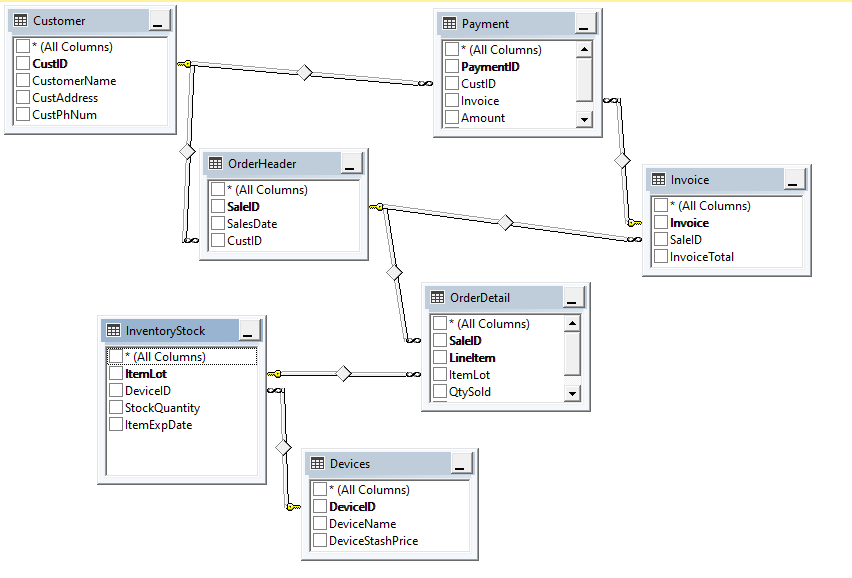 Customer
* (All Columns)
CustID
CustomerName
CustAddress
CustPhNum
Payment
* (All Columns)
PaymentID
CustID
Invoice
Amount
OrderHeader
* (All Columns)
SaleID
SalesDate
CustID
Invoice
* (All Columns)
Invoice
SaleID
InvoiceTotal
OrderDetail
* (All Columns)
SaleID
LineItem
ItemLot
QtySold
InventoryStock
* (All Columns)
ItemLot
DeviceID
StockQuantity
ItemExpDate
Devices
* (All Columns)
DeviceID
DeviceName
DeviceStashPrice